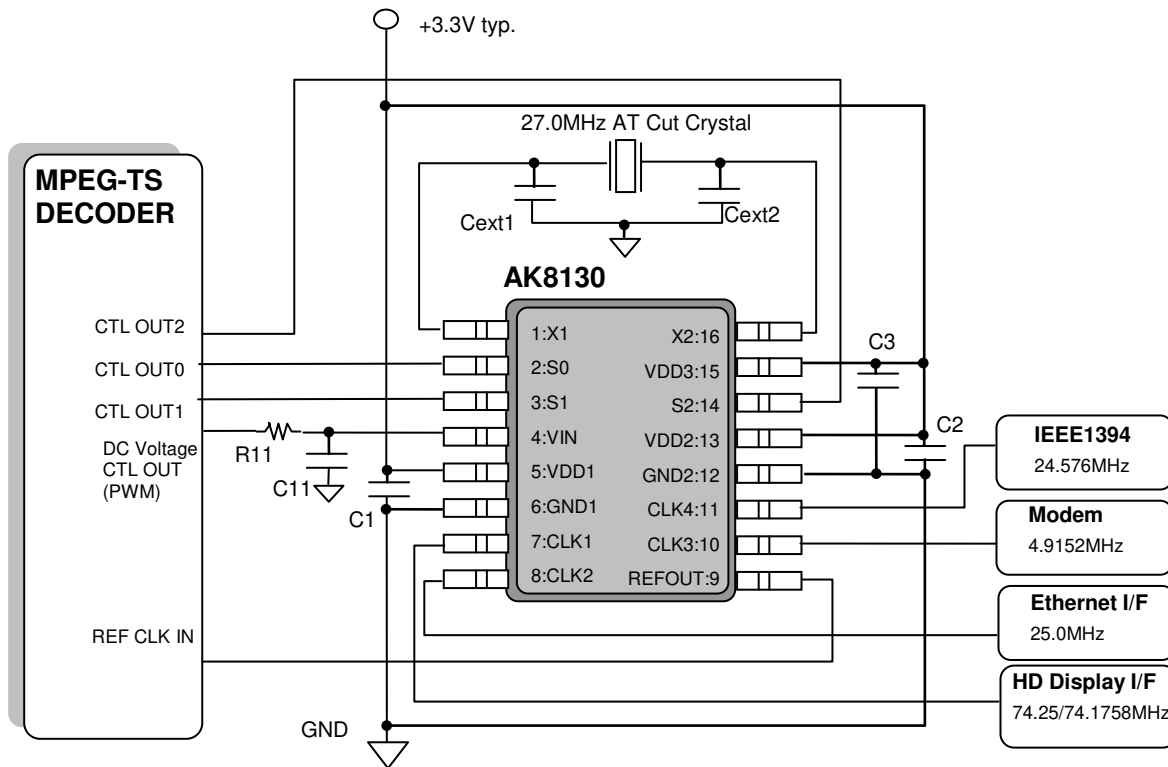 +3.3V typ.
27.0MHz AT Cut Crystal
MPEG-TS
DECODER
Cext1
Cext2
AK8130
CTL OUT2
CTL OUT0
CTL OUT1
DC Voltage
CTL OUT
(PWM)
REF CLK IN
R11
C11
C1
1:X1
2:S0
3:S1
4:VIN
5:VDD1
6:GND1
7:CLK1
8:CLK2
X2:16
VDD3:15
S2:14
VDD2:13
GND2:12
CLK4:11
CLK3:10
REFOUT:9
C3
C2
IEEE1394
24.576MHz
Modem
4.9152MHz
Ethernet I/F
25.0MHz
HD Display I/F
74.25/74.1758MHz
GND